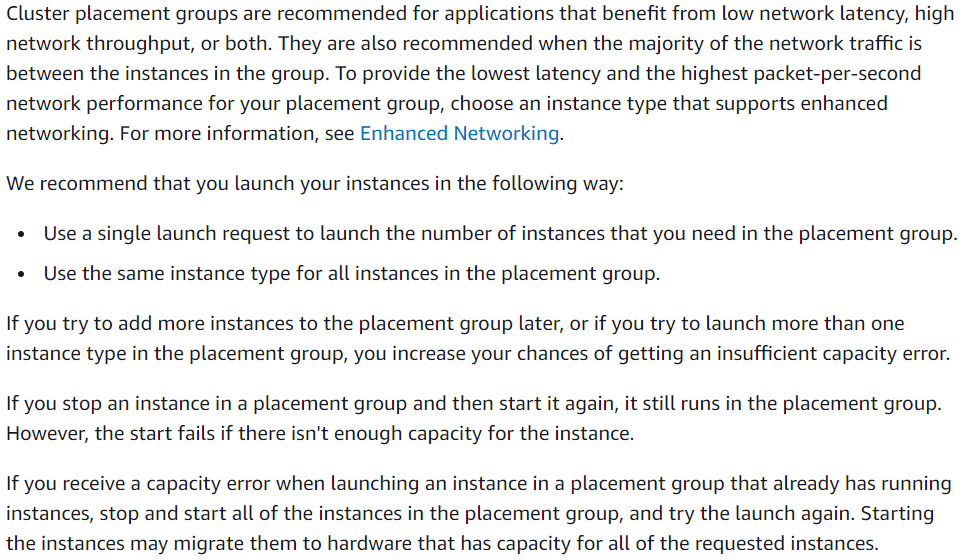 Cluster placement groups are recommended for applications that benefit from low network latency, high
network throughput, or both. They are also recommended when the majority of the network traffic is
between the instances in the group. To provide the lowest latency and the highest packet-per-second
network performance for your placement group, choose an instance type that supports enhanced
networking. For more information, see Enhanced Networking.
We recommend that you launch your instances in the following way:
• Use a single launch request to launch the number of instances that you need in the placement group.
• Use the same instance type for all instances in the placement group.
If you try to add more instances to the placement group later, or if you try to launch more than one
instance type in the placement group, you increase your chances of getting an insufficient capacity error.
If you stop an instance in a placement group and then start it again, it still runs in the placement group.
However, the start fails if there isn't enough capacity for the instance.
If you receive a capacity error when launching an instance in a placement group that already has running
instances, stop and start all of the instances in the placement group, and try the launch again. Starting
the instances may migrate them to hardware that has capacity for all of the requested instances.